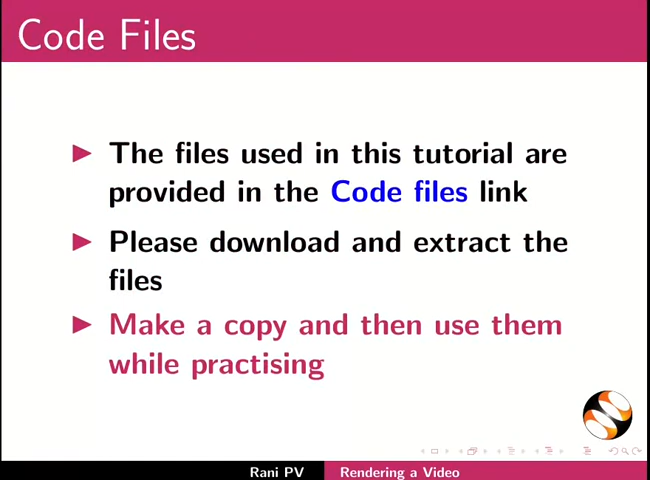 Code Files
The files used in this tutorial are
provided in the Code files link
Please download and extract the
files
Make a copy and then use them
while practising
Rani PV Rendering a Video